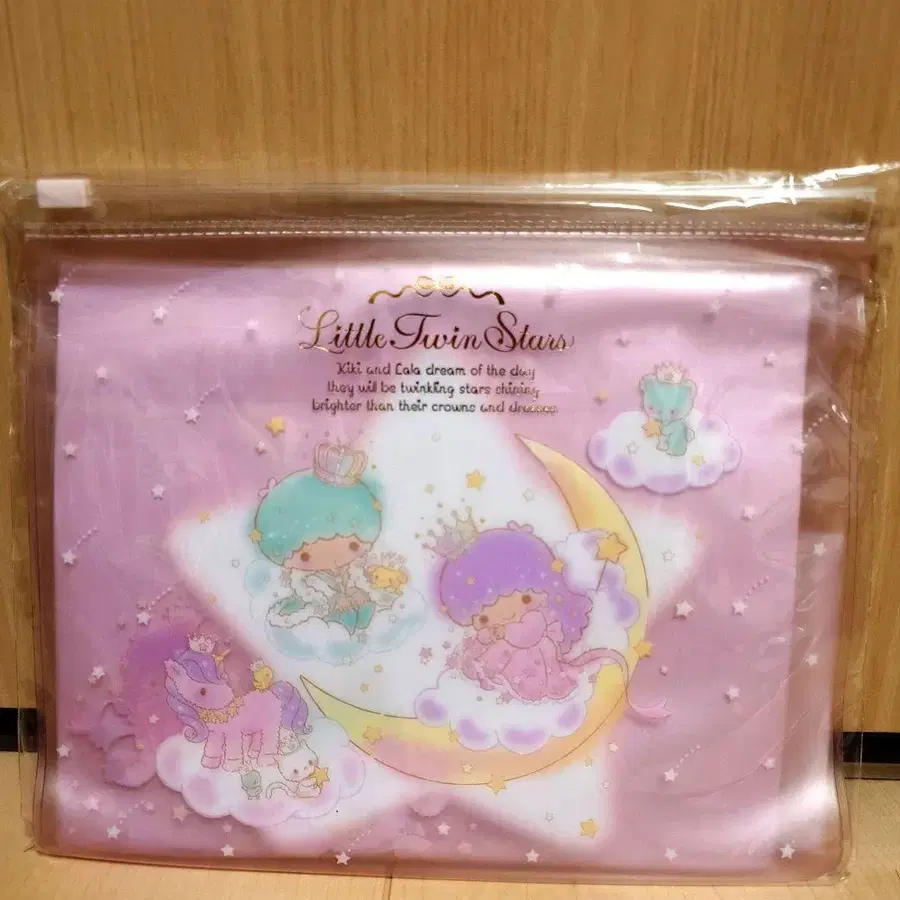 Little Twin Stars
Kiki and Lala dream of the day
they will be twinkling stars shining
brighter than their crowns and dresses.